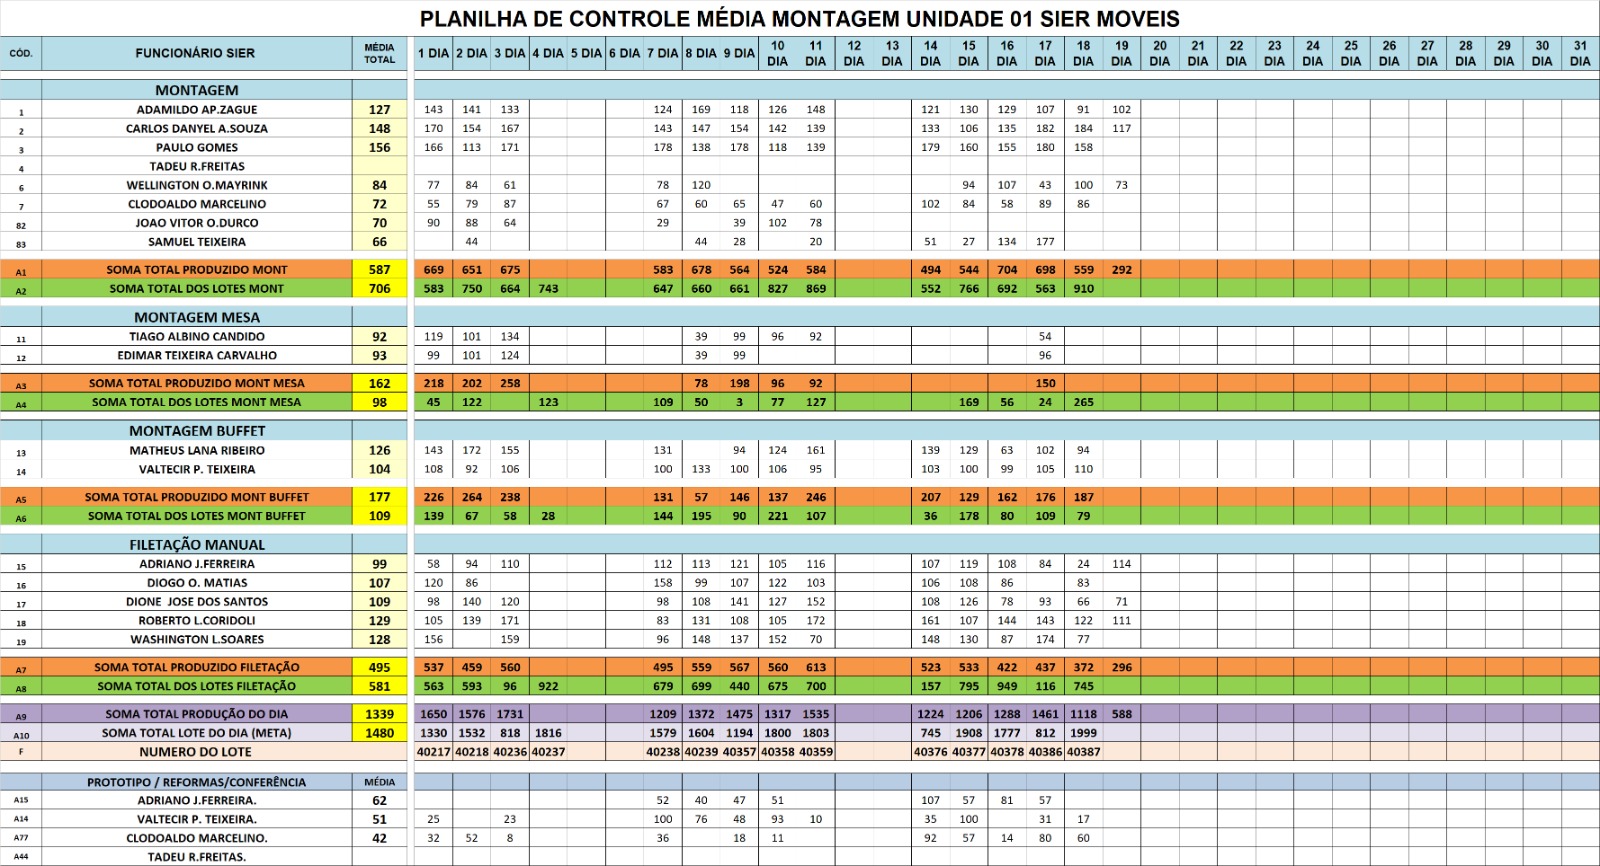 PLANILHA DE CONTROLE MÉDIA MONTAGEM UNIDADE 01 SIER MOVEIS
CÓD. FUNCIONÁRIO SIER MÉDIA TOTAL 1 DIA 2 DIA 3 DIA 4 DIA 5 DIA 6 DIA 7 DIA 8 DIA 9 DIA 10 DIA 11 DIA 12 DIA 13 DIA 14 DIA 15 DIA 16 DIA 17 DIA 18 DIA 19 DIA 20 DIA 21 DIA 22 DIA 23 DIA 24 DIA 25 DIA 26 DIA 27 DIA 28 DIA 29 DIA 30 DIA 31 DIA
MONTAGEM
1 ADAMILDO AP.ZAGUE 127 143 141 133 124 169 118 126 148 121 130 129 107 91 102
2 CARLOS DANYEL A.SOUZA 148 170 154 167 143 147 154 142 139 133 106 135 182 184 117
3 PAULO GOMES 156 166 113 171 178 138 178 118 139 179 160 155 180 158
4 TADEU R.FREITAS
6 WELLINGTON O.MAYRINK 84 77 84 61 78 120 94 107 43 100 73
7 CLODOALDO MARCELINO 72 55 79 87 67 60 65 47 60 102 84 58 89 86
82 JOAO VITOR O.DURCO 70 90 88 64 29 39 102 78
83 SAMUEL TEIXEIRA 66 44 44 28 20 51 27 134 177
A1 SOMA TOTAL PRODUZIDO MONT 587 669 651 675 583 678 564 524 584 494 544 704 698 559 292
A2 SOMA TOTAL DOS LOTES MONT 706 583 750 664 743 647 660 661 827 869 552 766 692 563 910
MONTAGEM MESA
11 TIAGO ALBINO CANDIDO 92 119 101 134 39 99 96 92 54
12 EDIMAR TEIXEIRA CARVALHO 93 99 101 124 39 99 96
A3 SOMA TOTAL PRODUZIDO MONT MESA 162 218 202 258 78 198 96 92 150
A4 SOMA TOTAL DOS LOTES MONT MESA 98 45 122 123 109 50 3 77 127 169 56 24 265
MONTAGEM BUFFET
13 MATHEUS LANA RIBEIRO 126 143 172 155 131 94 124 161 139 129 63 102 94
14 VALTECIR P. TEIXEIRA 104 108 92 106 100 133 100 106 95 103 100 99 105 110
A5 SOMA TOTAL PRODUZIDO MONT BUFFET 177 226 264 238 131 57 146 137 246 207 129 162 176 187
A6 SOMA TOTAL DOS LOTES MONT BUFFET 109 139 67 58 28 144 195 90 221 107 36 178 80 109 79
FILETAÇÃO MANUAL
15 ADRIANO J.FERREIRA 99 58 94 110 112 113 121 105 116 107 119 108 84 24 114
16 DIOGO O. MATIAS 107 120 86 158 99 107 122 103 106 108 86 83
17 DIONE JOSE DOS SANTOS 109 98 140 120 98 108 141 127 152 108 126 78 93 66 71
18 ROBERTO L.CORIDOLI 129 105 139 171 83 131 108 105 172 161 107 144 143 122 111
19 WASHINGTON L.SOARES 128 156 159 96 148 137 152 70 148 130 87 174 77
A7 SOMA TOTAL PRODUZIDO FILETAÇÃO 495 537 459 560 495 559 567 560 613 523 533 422 437 372 296
A8 SOMA TOTAL DOS LOTES FILETAÇÃO 581 563 593 96 922 679 699 440 675 700 157 795 949 116 745
A9 SOMA TOTAL PRODUÇÃO DO DIA 1339 1650 1576 1731 1209 1372 1475 1317 1535 1224 1206 1288 1461 1118 588
A10 SOMA TOTAL LOTE DO DIA (META) 1480 1330 1532 818 1816 1579 1604 1194 1800 1803 745 1908 1777 812 1999
F NUMERO DO LOTE 40217 40218 40236 40237 40238 40239 40357 40358 40359 40376 40377 40378 40386 40387
PROTOTIPO / REFORMAS/CONFERÊNCIA MÉDIA
A15 ADRIANO J.FERREIRA. 62 52 40 47 51 107 57 81 57
A14 VALTECIR P. TEIXEIRA. 51 25 23 100 76 48 93 10 35 100 31 17
A77 CLODOALDO MARCELINO. 42 32 52 8 36 18 11 92 57 14 80 60
A44 TADEU R.FREITAS.